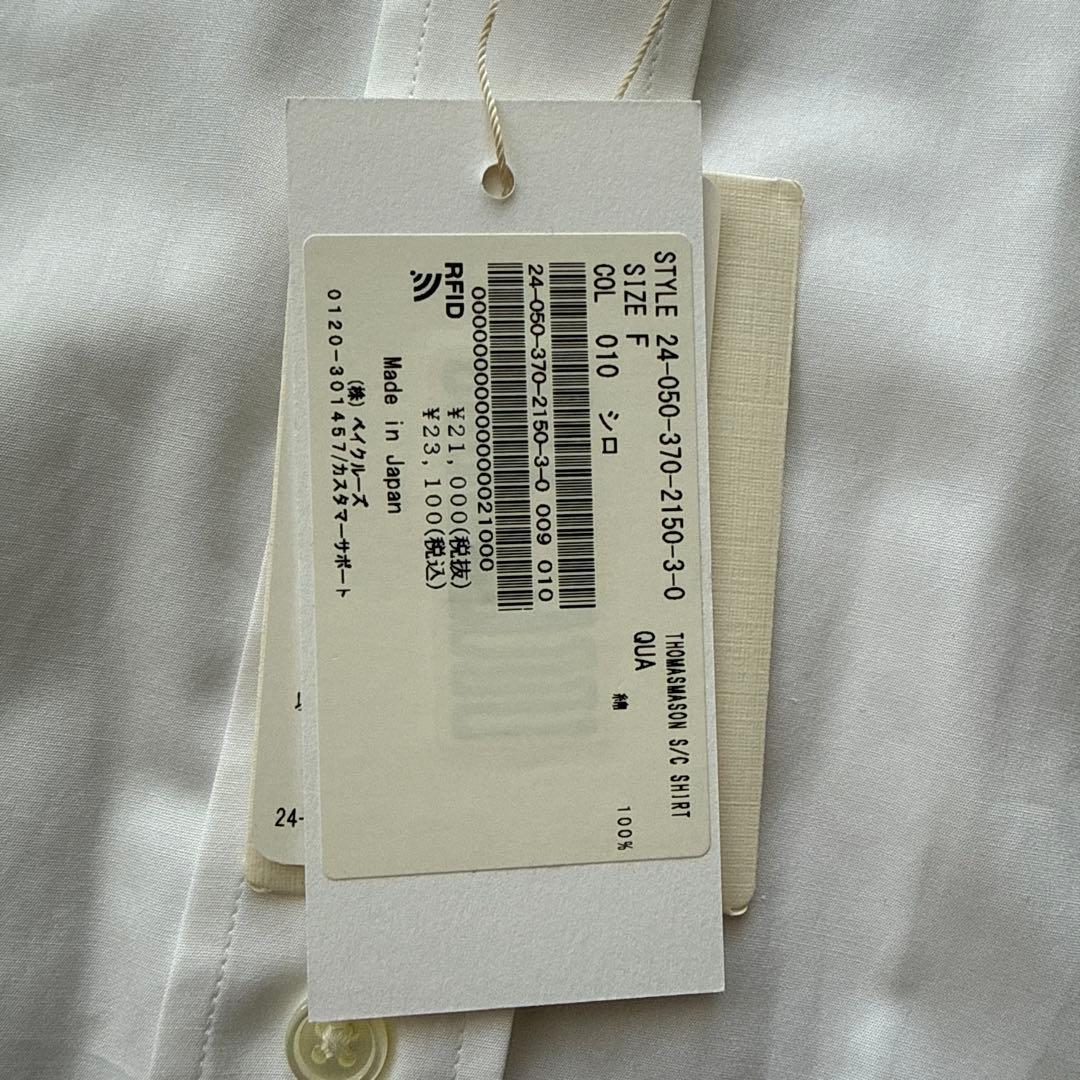 STYLE 24-050-370-2150-3-0
THOMASMASON S/C SHIRT
SIZE F
QUA
COL 010 シロ
綿 100%
24-050-370-2150-3-0 009 010
0000000000000000021000
RFID
¥21,000(税抜)
¥23,100(税込)
Made in Japan
(株) ベイクルーズ
0120-301457/カスタマーサポート
24-